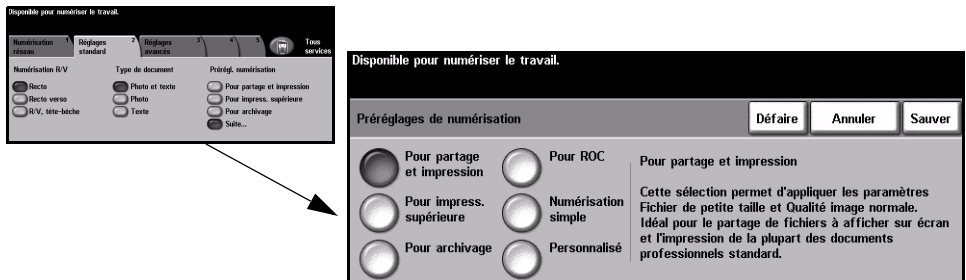 Disponible pour numériser le travail.
Numérisation réseau 1
Réglages standard 2
Réglages avancés 3
4
5
Tous services
Numérisation R/V
Recto
Recto verso
R/V, tête-bêche
Type de document
Photo et texte
Photo
Texte
Prérégl. numérisation
Pour partage et impression
Pour impress. supérieure
Pour archivage
Suite...
Disponible pour numériser le travail.
Préréglages de numérisation
Défaire
Annuler
Sauver
Pour partage
et impression
Pour impress.
supérieure
Pour archivage
Pour ROC
Numérisation
simple
Personnalisé
Pour partage et impression
Cette sélection permet d'appliquer les paramètres
Fichier de petite taille et Qualité image normale.
Idéal pour le partage de fichiers à afficher sur écran
et l'impression de la plupart des documents
professionnels standard.